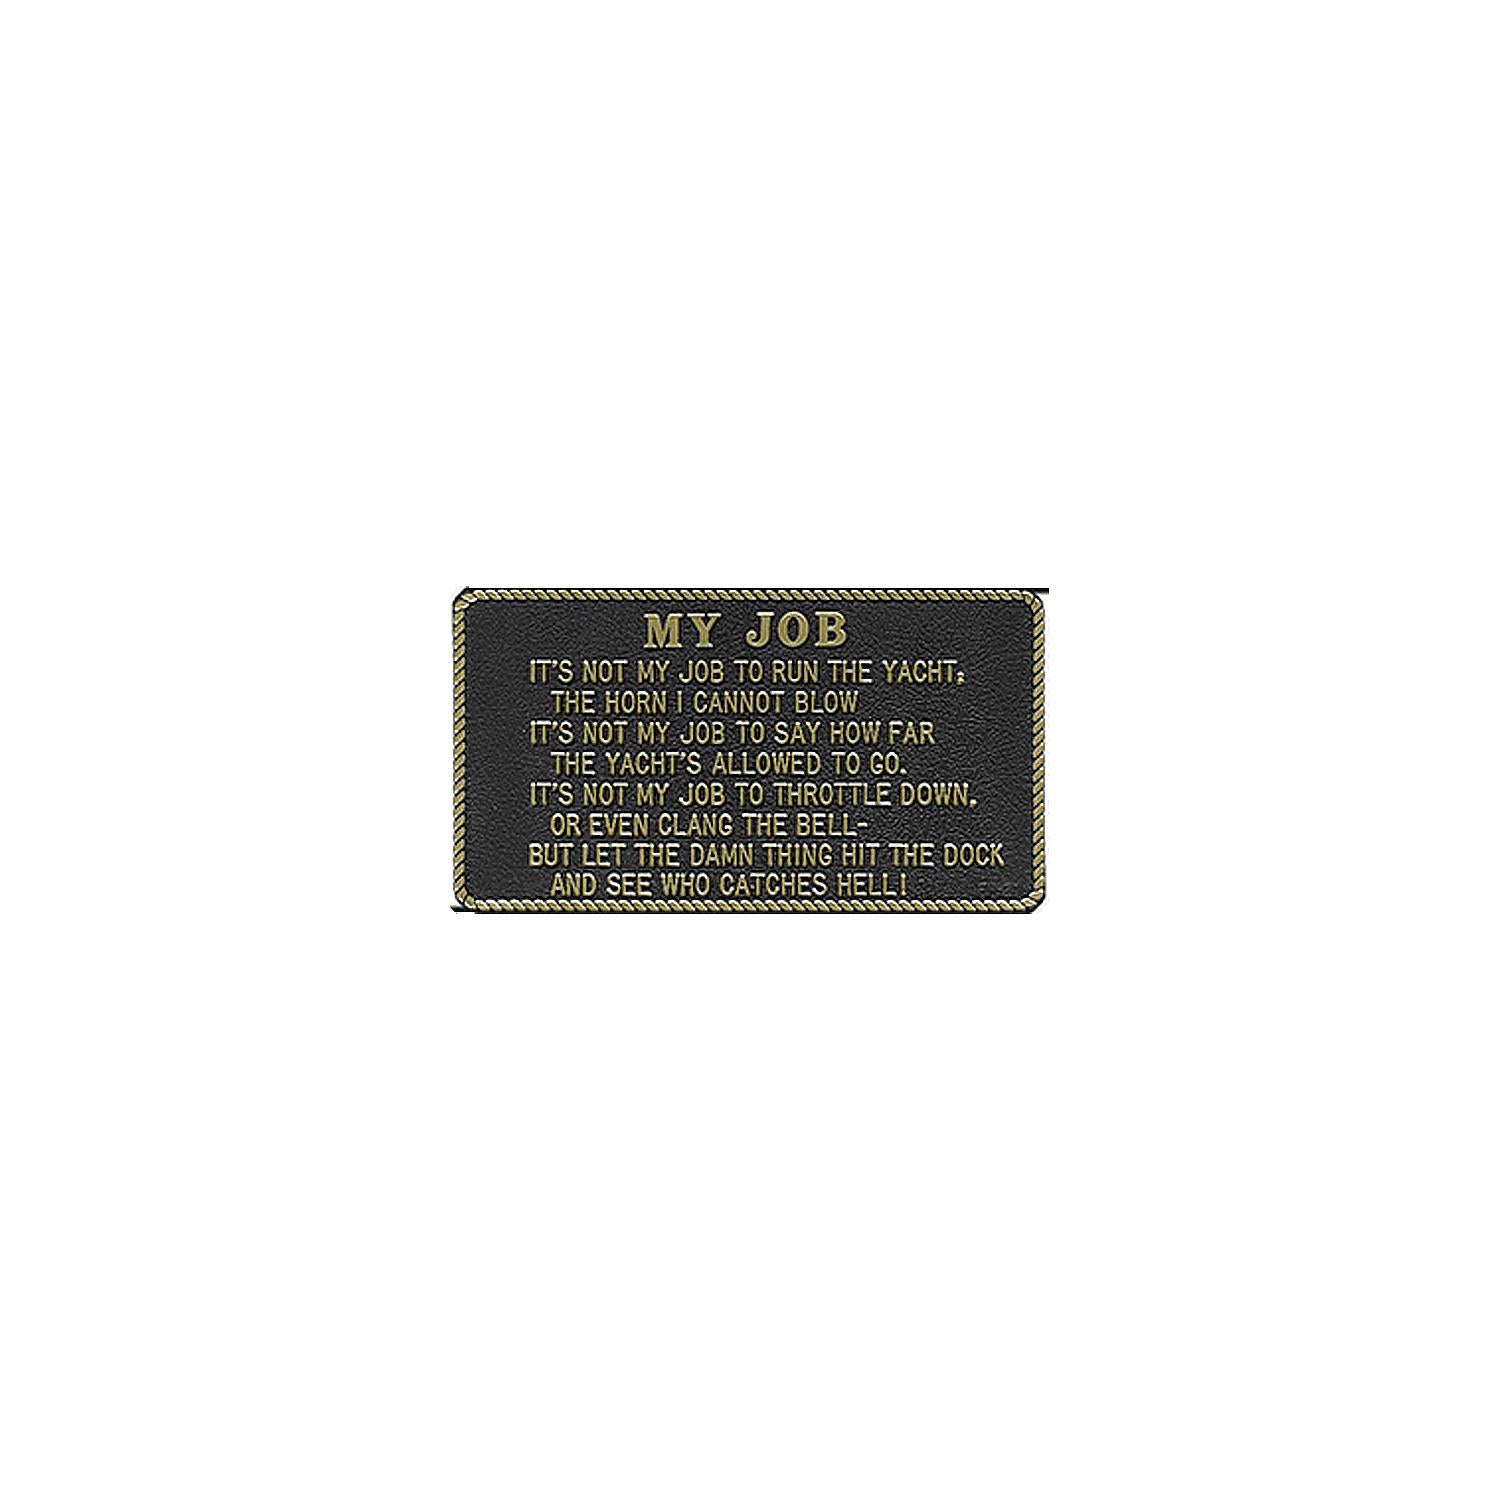 MY JOB
IT'S NOT MY JOB TO RUN THE YACHT;
THE HORN I CANNOT BLOW
IT'S NOT MY JOB TO SAY HOW FAR
THE YACHT'S ALLOWED TO GO.
IT'S NOT MY JOB TO THROTTLE DOWN,
OR EVEN CLANG THE BELL-
BUT LET THE DAMN THING HIT THE DOCK
AND SEE WHO CATCHES HELL!